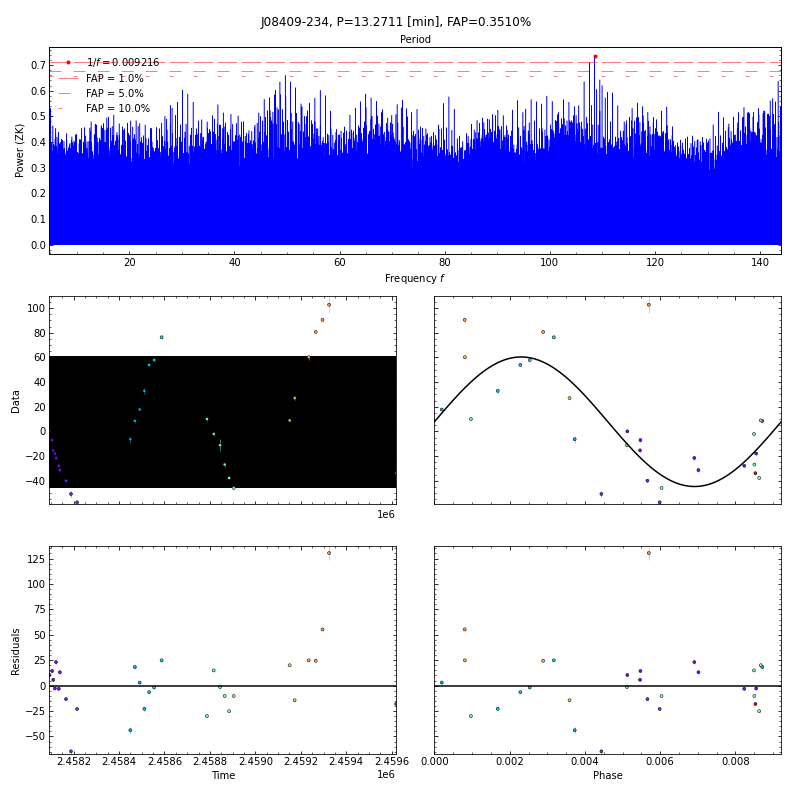 J08409-234, P=13.2711 [min], FAP=0.3510%
Period
Power (ZK)
0.7
0.6
0.5
0.4
0.3
0.2
0.1
0.0
1/f = 0.009216
FAP = 1.0%
FAP = 5.0%
FAP = 10.0%
20 40 60 80 100 120 140
Frequency f
Data
100
80
60
40
20
0
−20
−40
1e6
Residuals
125
100
75
50
25
0
−25
−50
2.4582 2.4584 2.4586 2.4588 2.4590 2.4592 2.4594 2.4596
1e6
Time
0.000 0.002 0.004 0.006 0.008
Phase